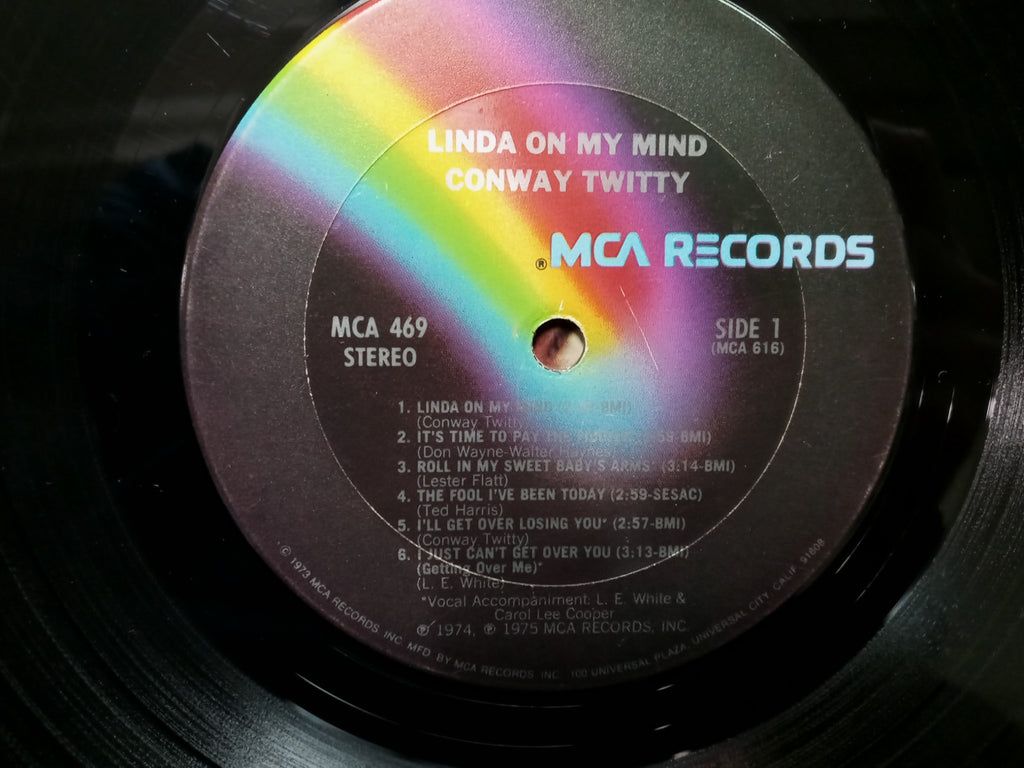 LINDA ON MY MIND
CONWAY TWITTY
® MCA RECORDS
MCA 469
STEREO
SIDE 1
(MCA 616)
1. LINDA ON MY MIND
(Conway Twitty)
2. IT'S TIME TO PAY THE
(Don Wayne-Walter Haynes)
3. ROLL IN MY SWEET BABY'S ARMS* (3:14-BMI)
(Lester Flatt)
4. THE FOOL I'VE BEEN TODAY (2:59-SESAC)
(Ted Harris)
5. I'LL GET OVER LOSING YOU* (2:57-BMI)
(Conway Twitty)
6. I JUST CAN'T GET OVER YOU (3:13-BMI)
(Getting Over Me)*
(L. E. White)
*Vocal Accompaniment: L. E. White &
Carol Lee Cooper
℗ 1974, ℗ 1975 MCA RECORDS, INC.
© 1973 MCA RECORDS, INC. MFD. BY MCA RECORDS INC. 100 UNIVERSAL PLAZA, UNIVERSAL CITY, CALIF. 91608